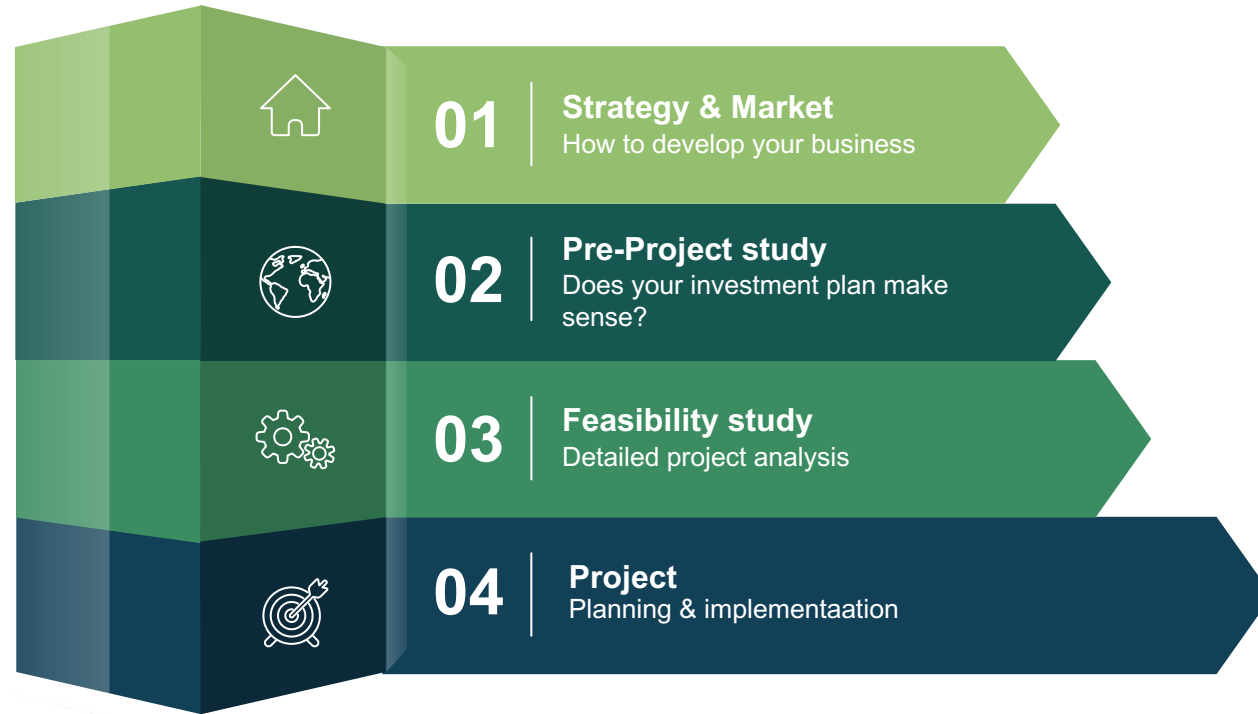 01
Strategy & Market
How to develop your business
02
Pre-Project study
Does your investment plan make
sense?
03
Feasibility study
Detailed project analysis
04
Project
Planning & implementaation